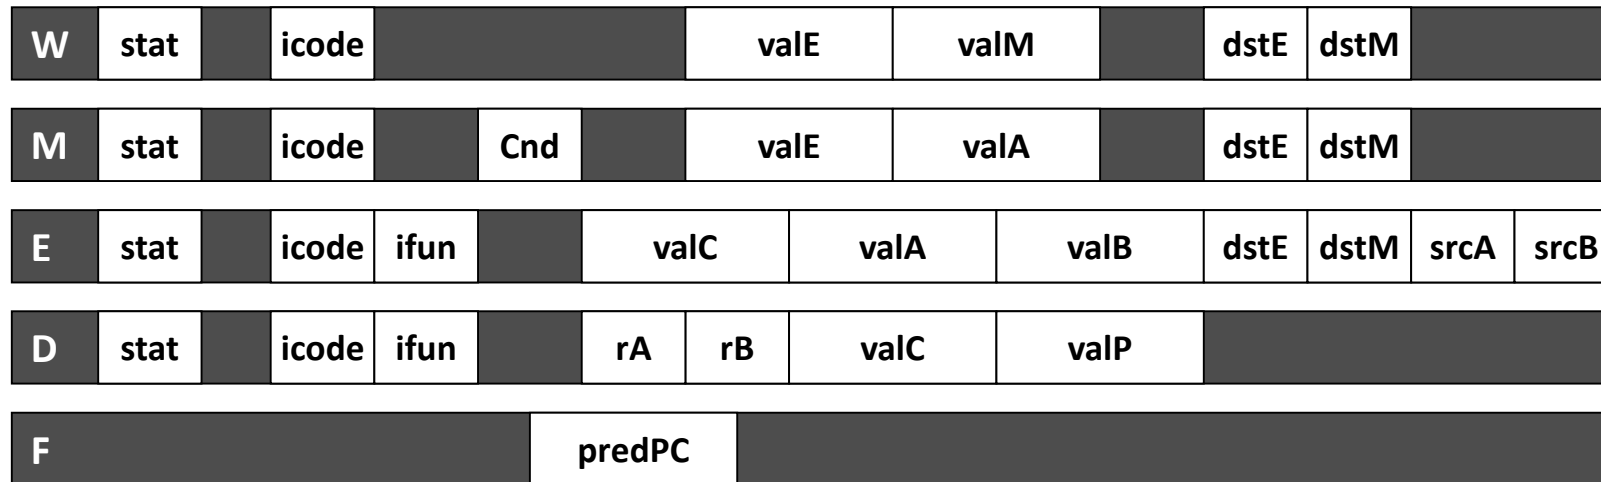 W stat icode valE valM dstE dstM
M stat icode Cnd valE valA dstE dstM
E stat icode ifun valC valA valB dstE dstM srcA srcB
D stat icode ifun rA rB valC valP
F predPC